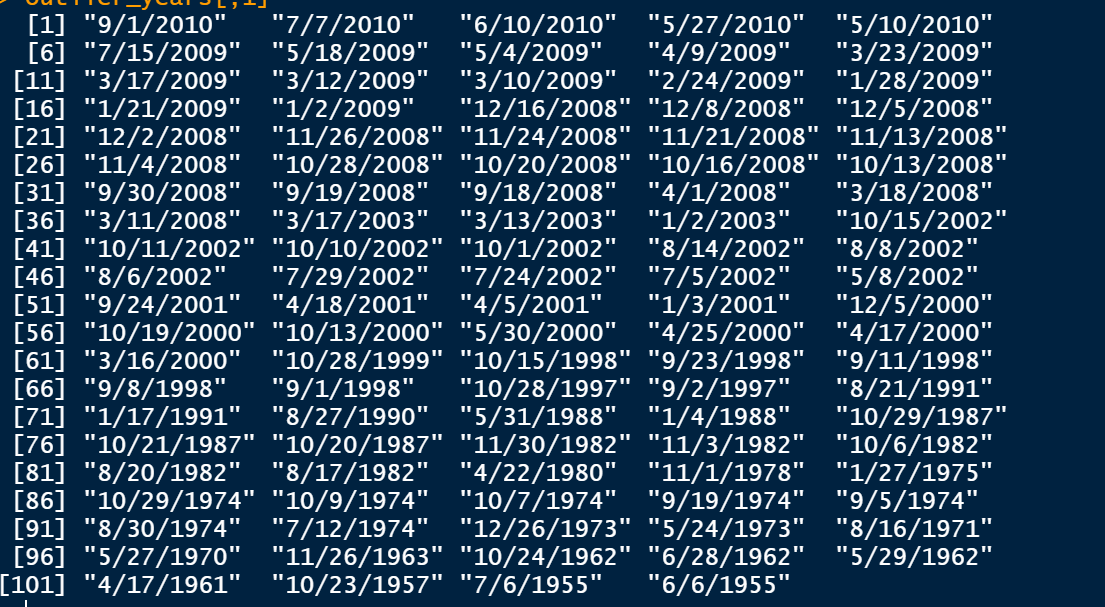 > outlier_years[,1]
[1] "9/1/2010" "7/7/2010" "6/10/2010" "5/27/2010" "5/10/2010"
[6] "7/15/2009" "5/18/2009" "5/4/2009" "4/9/2009" "3/23/2009"
[11] "3/17/2009" "3/12/2009" "3/10/2009" "2/24/2009" "1/28/2009"
[16] "1/21/2009" "1/2/2009" "12/16/2008" "12/8/2008" "12/5/2008"
[21] "12/2/2008" "11/26/2008" "11/24/2008" "11/21/2008" "11/13/2008"
[26] "11/4/2008" "10/28/2008" "10/20/2008" "10/16/2008" "10/13/2008"
[31] "9/30/2008" "9/19/2008" "9/18/2008" "4/1/2008" "3/18/2008"
[36] "3/11/2008" "3/17/2003" "3/13/2003" "1/2/2003" "10/15/2002"
[41] "10/11/2002" "10/10/2002" "10/1/2002" "8/14/2002" "8/8/2002"
[46] "8/6/2002" "7/29/2002" "7/24/2002" "7/5/2002" "5/8/2002"
[51] "9/24/2001" "4/18/2001" "4/5/2001" "1/3/2001" "12/5/2000"
[56] "10/19/2000" "10/13/2000" "5/30/2000" "4/25/2000" "4/17/2000"
[61] "3/16/2000" "10/28/1999" "10/15/1998" "9/23/1998" "9/11/1998"
[66] "9/8/1998" "9/1/1998" "10/28/1997" "9/2/1997" "8/21/1991"
[71] "1/17/1991" "8/27/1990" "5/31/1988" "1/4/1988" "10/29/1987"
[76] "10/21/1987" "10/20/1987" "11/30/1982" "11/3/1982" "10/6/1982"
[81] "8/20/1982" "8/17/1982" "4/22/1980" "11/1/1978" "1/27/1975"
[86] "10/29/1974" "10/9/1974" "10/7/1974" "9/19/1974" "9/5/1974"
[91] "8/30/1974" "7/12/1974" "12/26/1973" "5/24/1973" "8/16/1971"
[96] "5/27/1970" "11/26/1963" "10/24/1962" "6/28/1962" "5/29/1962"
[101] "4/17/1961" "10/23/1957" "7/6/1955" "6/6/1955"